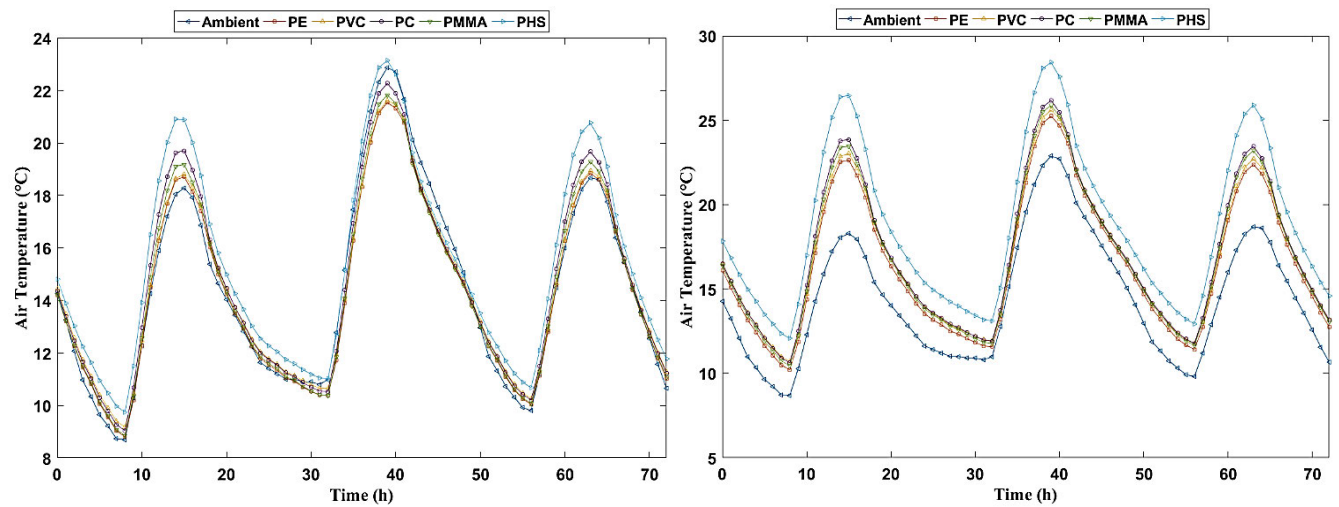 Ambient PE PVC PC PMMA PHS
24
22
20
18
16
14
12
10
8
Air Temperature (°C)
0 10 20 30 40 50 60 70
Time (h)
Ambient PE PVC PC PMMA PHS
30
25
20
15
10
5
Air Temperature (°C)
0 10 20 30 40 50 60 70
Time (h)